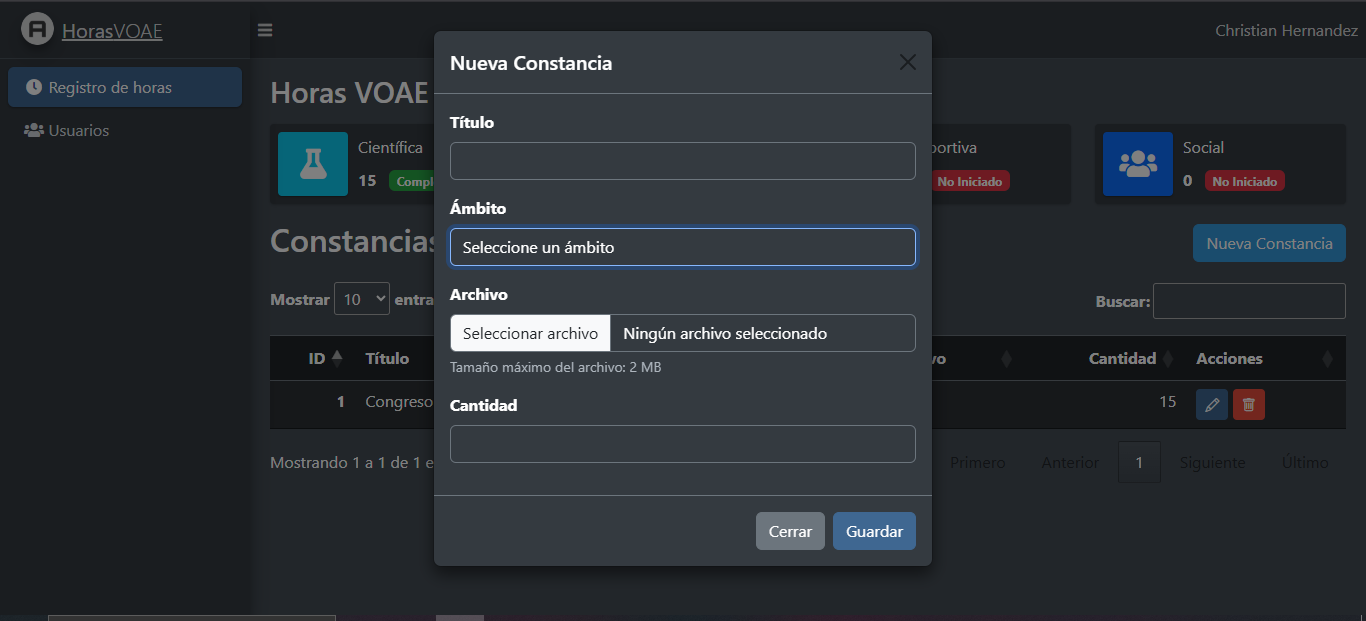 HorasVOAE
Christian Hernandez
Registro de horas
Usuarios
Horas VOAE
Científica
15 Compl
portiva
No Iniciado
Social
0 No Iniciado
Constancias
Nueva Constancia
Mostrar 10 entra
Buscar:
ID Título vo Cantidad Acciones
1 Congreso 15
Mostrando 1 a 1 de 1 e
Primero Anterior 1 Siguiente Último
Nueva Constancia
Título
Ámbito
Seleccione un ámbito
Archivo
Seleccionar archivo Ningún archivo seleccionado
Tamaño máximo del archivo: 2 MB
Cantidad
Cerrar Guardar